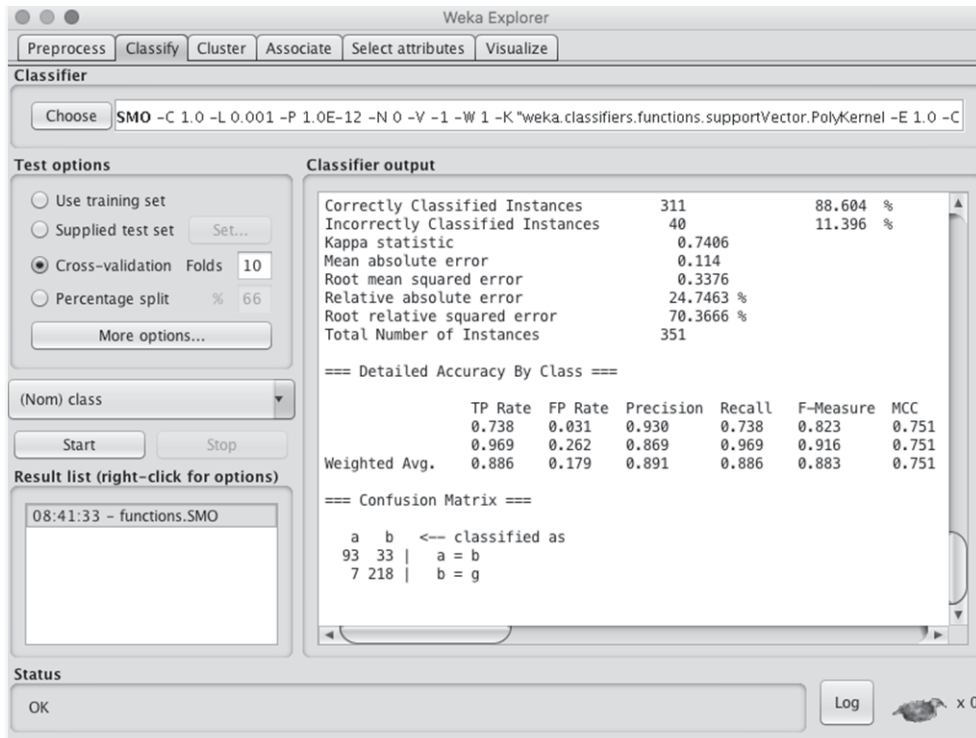 Weka Explorer
Preprocess Classify Cluster Associate Select attributes Visualize
Classifier
Choose SMO -C 1.0 -L 0.001 -P 1.0E-12 -N 0 -V -1 -W 1 -K "weka.classifiers.functions.supportVector.PolyKernel -E 1.0 -C
Test options
Use training set
Supplied test set Set...
Cross-validation Folds 10
Percentage split % 66
More options...
(Nom) class
Start Stop
Result list (right-click for options)
08:41:33 - functions.SMO
Classifier output
Correctly Classified Instances 311 88.604 %
Incorrectly Classified Instances 40 11.396 %
Kappa statistic 0.7406
Mean absolute error 0.114
Root mean squared error 0.3376
Relative absolute error 24.7463 %
Root relative squared error 70.3666 %
Total Number of Instances 351
=== Detailed Accuracy By Class ===
TP Rate FP Rate Precision Recall F-Measure MCC
0.738 0.031 0.930 0.738 0.823 0.751
0.969 0.262 0.869 0.969 0.916 0.751
Weighted Avg. 0.886 0.179 0.891 0.886 0.883 0.751
=== Confusion Matrix ===
a b <-- classified as
93 33 | a = b
7 218 | b = g
Status
OK
Log x 0